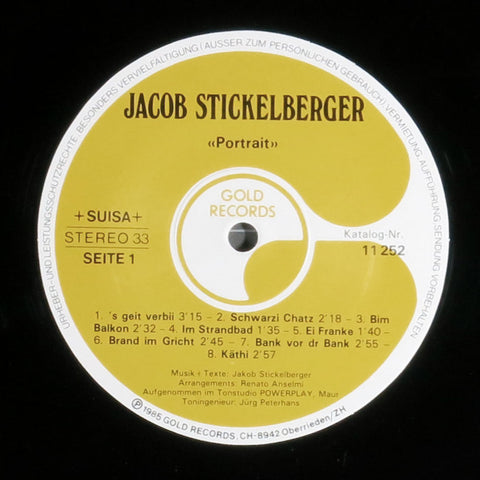 URHEBER- UND LEISTUNGSSCHUTZRECHTE. BESONDERS VERVIELFÄLTIGUNG (AUSSER ZUM PERSÖNLICHEN GEBRAUCH) VERMIETUNG AUFFÜHRUNG SENDUNG VORBEHALTEN
JACOB STICKELBERGER
«Portrait»
GOLD
RECORDS
+SUISA+
STEREO 33
SEITE 1
Katalog-Nr.
11 252
1. 's geit verbii 3'15 – 2. Schwarzi Chatz 2'18 – 3. Bim
Balkon 2'32 – 4. Im Strandbad 1'35 – 5. Ei Franke 1'40 –
6. Brand im Gricht 2'45 – 7. Bank vor dr Bank 2'55 –
8. Käthi 2'57
Musik + Texte: Jakob Stickelberger
Arrangements: Renato Anselmi
Aufgenommen im Tonstudio POWERPLAY, Maur
Toningenieur: Jürg Peterhans
℗ 1985 GOLD RECORDS, CH-8942 Oberrieden/ZH